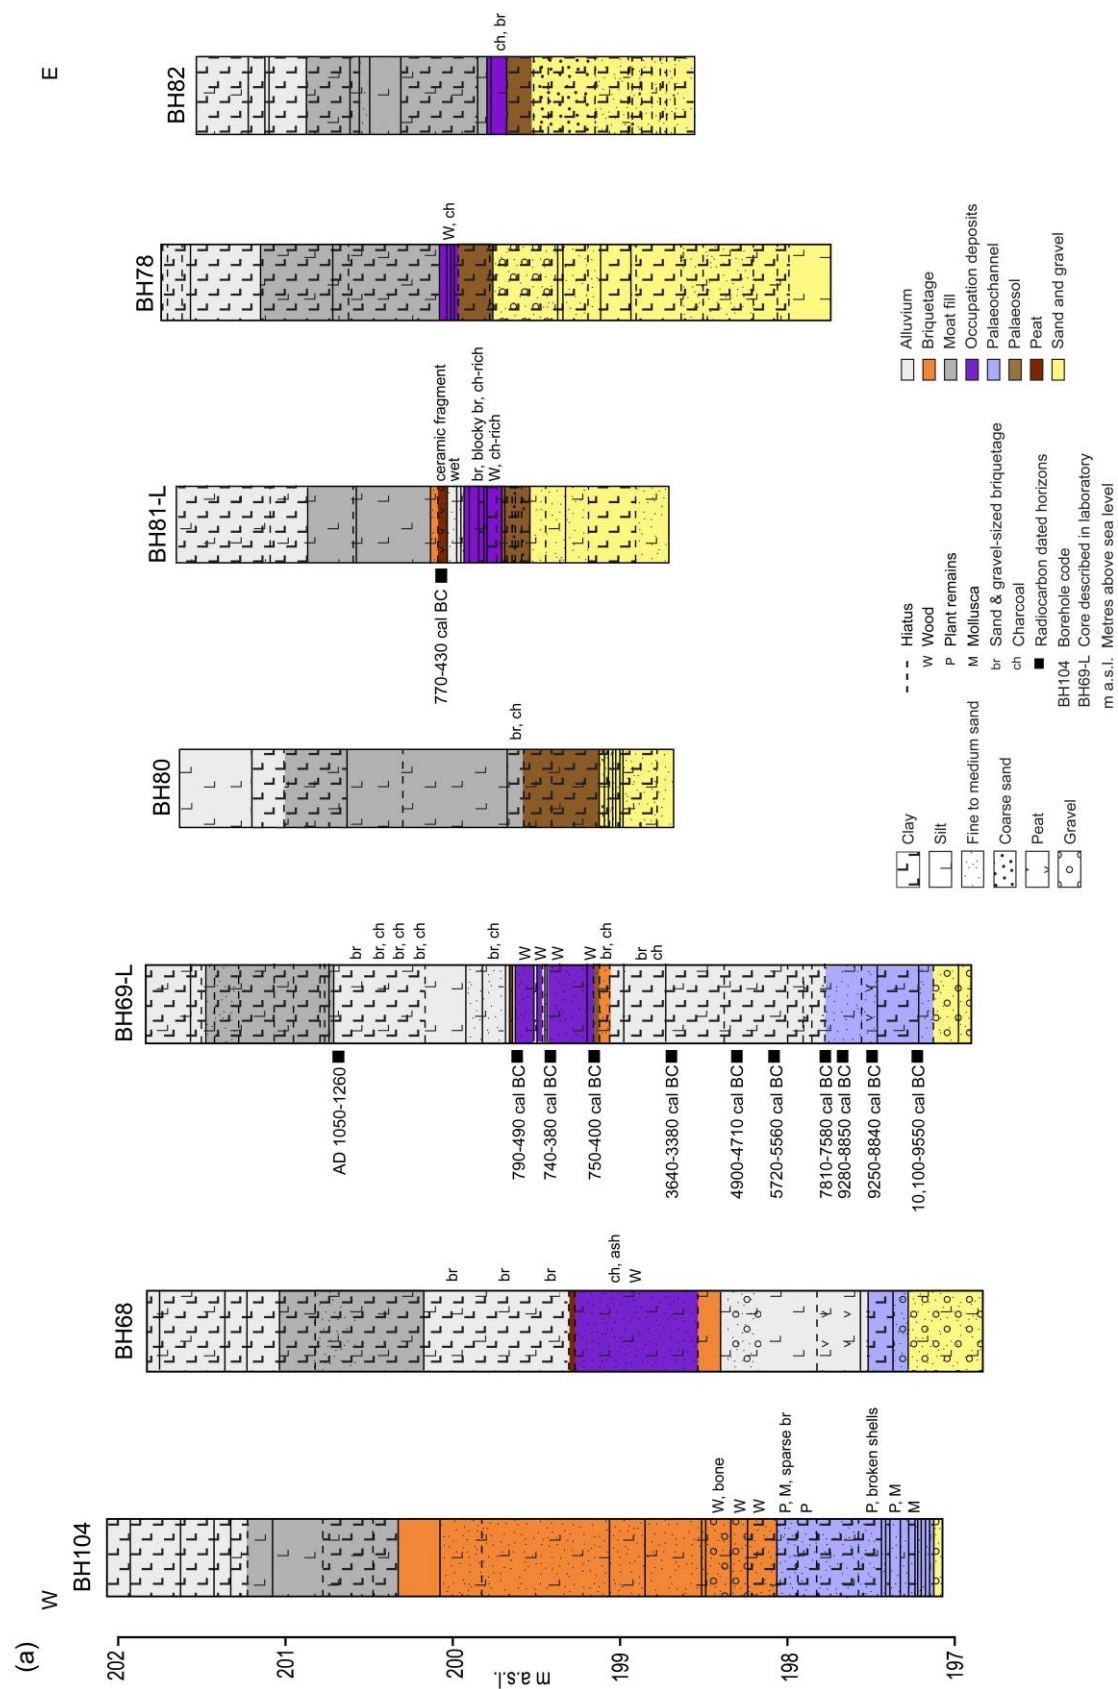 (a)
W
E
BH104
BH68
BH69-L
BH80
BH81-L
BH78
BH82
m a.s.l.
202
201
200
199
198
197
W, bone
W
W
P, M, sparse br
P
P, broken shells
P, M
M
br
br
br
ch, ash
W
AD 1050-1260
790-490 cal BC
740-380 cal BC
750-400 cal BC
3640-3380 cal BC
4900-4710 cal BC
5720-5560 cal BC
7810-7580 cal BC
9280-8850 cal BC
9250-8840 cal BC
10,100-9550 cal BC
br
br, ch
br, ch
br, ch
br, ch
W
W
W
W
br, ch
br
ch
br, ch
770-430 cal BC
ceramic fragment
wet
br, blocky br, ch-rich
W, ch-rich
W, ch
ch, br
Clay
Silt
Fine to medium sand
Coarse sand
Peat
Gravel
Hiatus
W Wood
P Plant remains
M Mollusca
br Sand & gravel-sized briquetage
ch Charcoal
Radiocarbon dated horizons
BH104 Borehole code
BH69-L Core described in laboratory
m a.s.l. Metres above sea level
Alluvium
Briquetage
Moat fill
Occupation deposits
Palaeochannel
Palaeosol
Peat
Sand and gravel